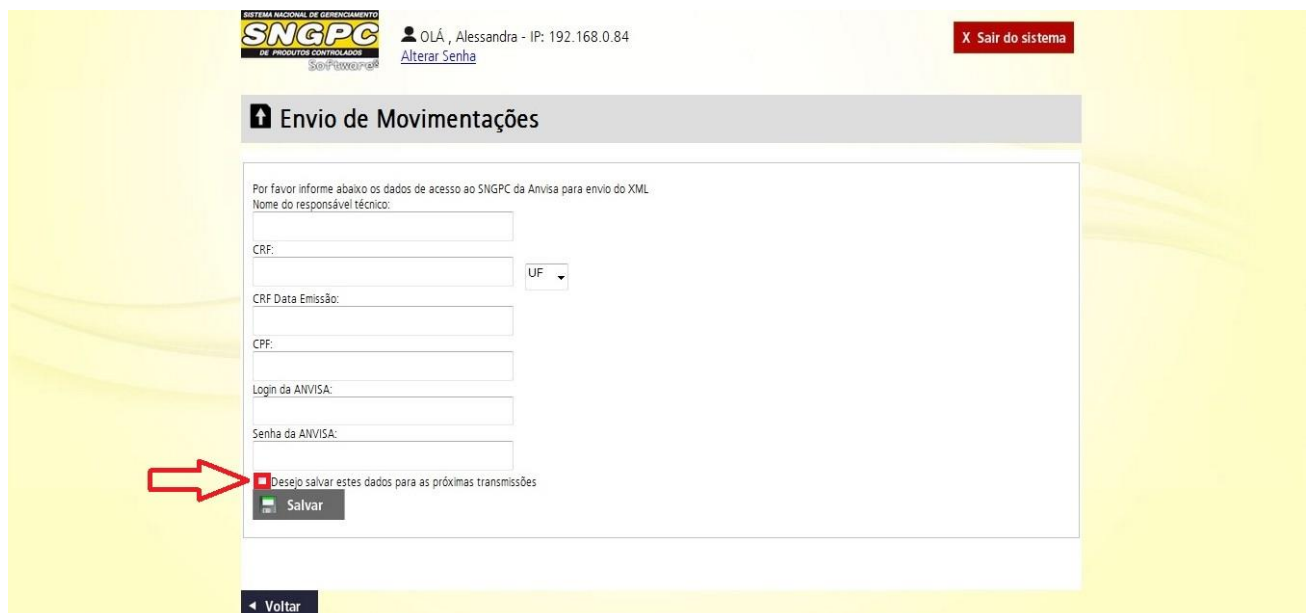 SISTEMA NACIONAL DE GERENCIAMENTO
SNGPC
DE PRODUTOS CONTROLADOS
Software®
OLÁ , Alessandra - IP: 192.168.0.84
Alterar Senha
X Sair do sistema
Envio de Movimentações
Por favor informe abaixo os dados de acesso ao SNGPC da Anvisa para envio do XML
Nome do responsável técnico:
CRF:
UF
CRF Data Emissão:
CPF:
Login da ANVISA:
Senha da ANVISA:
Desejo salvar estes dados para as próximas transmissões
Salvar
Voltar